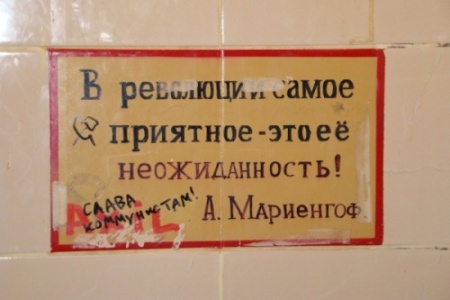 В революции самое
приятное - это её
неожиданность!
А. Мариенгоф
СЛАВА
КОММУНИСТАМ!